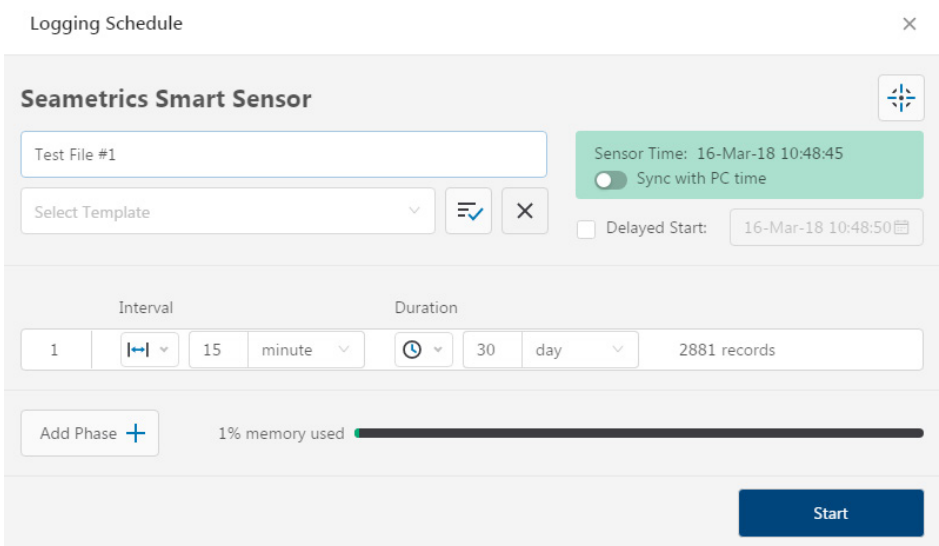 Logging Schedule
Seametrics Smart Sensor
Test File #1
Sensor Time: 16-Mar-18 10:48:45
Sync with PC time
Select Template
Delayed Start: 16-Mar-18 10:48:50
Interval Duration
1 15 minute 30 day 2881 records
Add Phase 1% memory used
Start